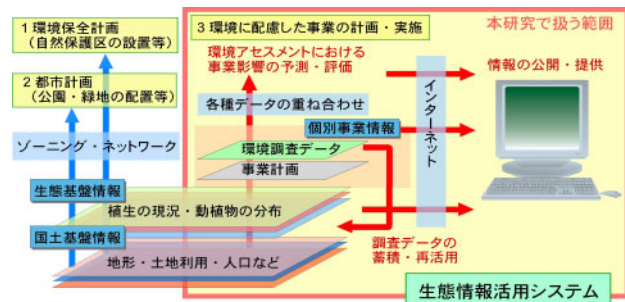 1 環境保全計画
(自然保護区の設置等)
2 都市計画
(公園・緑地の配置等)
ゾーニング・ネットワーク
生態基盤情報
植生の現況・動植物の分布
国土基盤情報
地形・土地利用・人口など
3 環境に配慮した事業の計画・実施
環境アセスメントにおける
事業影響の予測・評価
各種データの重ね合わせ
個別事業情報
環境調査データ
事業計画
インターネット
調査データの
蓄積・再活用
本研究で扱う範囲
情報の公開・提供
生態情報活用システム